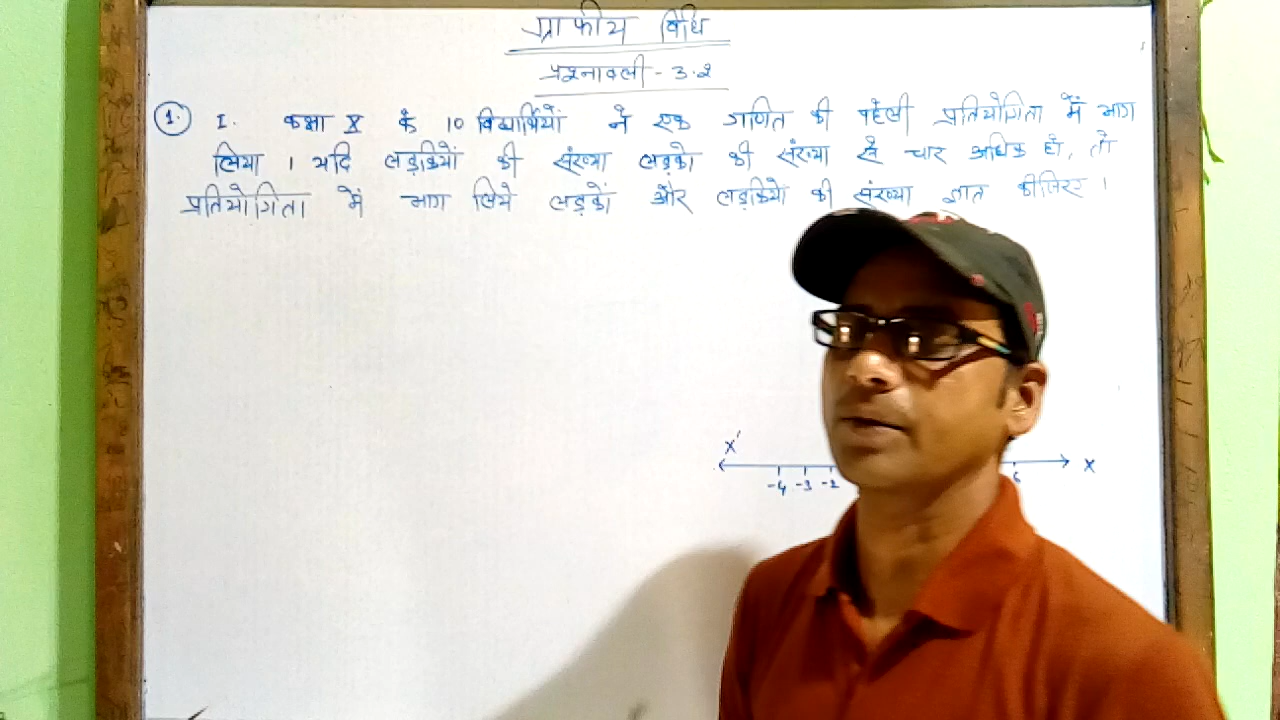 ग्राफीय विधि
प्रश्नावली - 3.2
1. I. कक्षा X के 10 विद्यार्थियों ने एक गणित की पहेली प्रतियोगिता में भाग
लिया । यदि लड़कियों की संख्या लड़को की संख्या से चार अधिक हो, तो
प्रतियोगिता में भाग लिये लड़कों और लड़कियों की संख्या ज्ञात कीजिए ।
X' X
-4 -3 -2 6